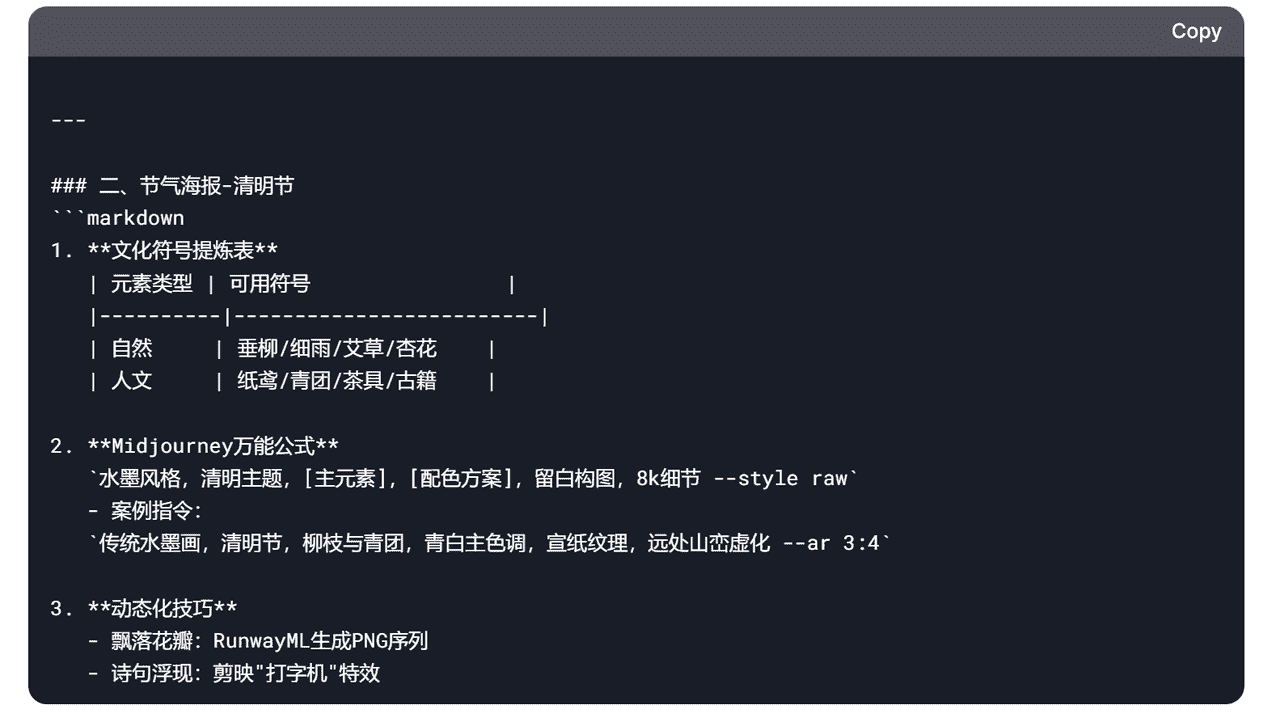 Copy
---
### 二、节气海报-清明节
```markdown
1. **文化符号提炼表**
| 元素类型 | 可用符号 |
|----------|-------------------------|
| 自然 | 垂柳/细雨/艾草/杏花 |
| 人文 | 纸鸢/青团/茶具/古籍 |
2. **Midjourney万能公式**
`水墨风格，清明主题，[主元素]，[配色方案]，留白构图，8k细节 --style raw`
- 案例指令：
`传统水墨画，清明节，柳枝与青团，青白主色调，宣纸纹理，远处山峦虚化 --ar 3:4`
3. **动态化技巧**
- 飘落花瓣：RunwayML生成PNG序列
- 诗句浮现：剪映"打字机"特效